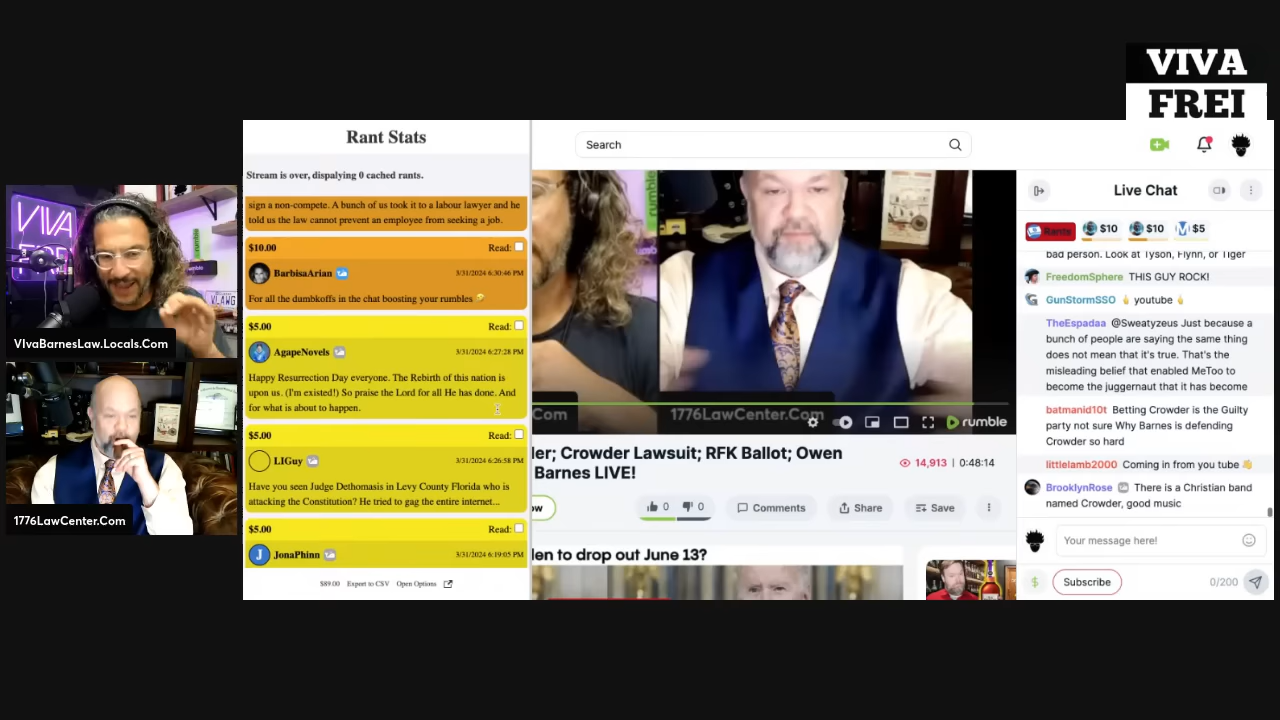 VIVA
FREI
VIVA
rumble
VLAWG
VIvaBarnesLaw.Locals.Com
1776LawCenter.Com
Rant Stats
Stream is over, dispalying 0 cached rants.
sign a non-compete. A bunch of us took it to a labour lawyer and he
told us the law cannot prevent an employee from seeking a job.
$10.00 Read:
BarbisaArian 3/31/2024 6:30:46 PM
For all the dumbkoffs in the chat boosting your rumbles 🤣
$5.00 Read:
AgapeNovels 3/31/2024 6:27:28 PM
Happy Resurrection Day everyone. The Rebirth of this nation is
upon us. (I'm existed!) So praise the Lord for all He has done. And
for what is about to happen.
$5.00 Read:
LIGuy 3/31/2024 6:26:58 PM
Have you seen Judge Dethomasis in Levy County Florida who is
attacking the Constitution? He tried to gag the entire internet...
$5.00 Read:
J JonaPhinn 3/31/2024 6:19:05 PM
$89.00 Export to CSV Open Options
Search
rumble
Com
1776LawCenter.Com
rumble
ler; Crowder Lawsuit; RFK Ballot; Owen
Barnes LIVE!
14,913 | 0:48:14
ow
0 0
Comments
Share
Save
len to drop out June 13?
Live Chat
Rants $10 $10 M $5
bad person. Look at Tyson, Flynn, or Tiger
FreedomSphere THIS GUY ROCK!
GunStormSSO 🖕 youtube 🖕
TheEspadaa @Sweatyzeus Just because a
bunch of people are saying the same thing
does not mean that it's true. That's the
misleading belief that enabled MeToo to
become the juggernaut that it has become
batmanid10t Betting Crowder is the Guilty
party not sure Why Barnes is defending
Crowder so hard
littlelamb2000 Coming in from you tube 👋
BrooklynRose There is a Christian band
named Crowder, good music
Your message here!
$ Subscribe 0/200